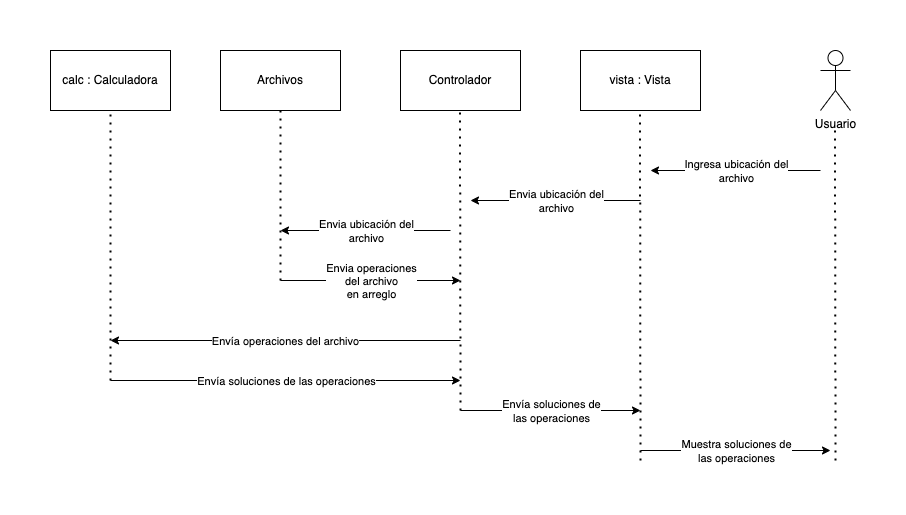 calc : Calculadora
Archivos
Controlador
vista : Vista
Usuario
Ingresa ubicación del
archivo
Envia ubicación del
archivo
Envia ubicación del
archivo
Envia operaciones
del archivo
en arreglo
Envía operaciones del archivo
Envía soluciones de las operaciones
Envía soluciones de
las operaciones
Muestra soluciones de
las operaciones